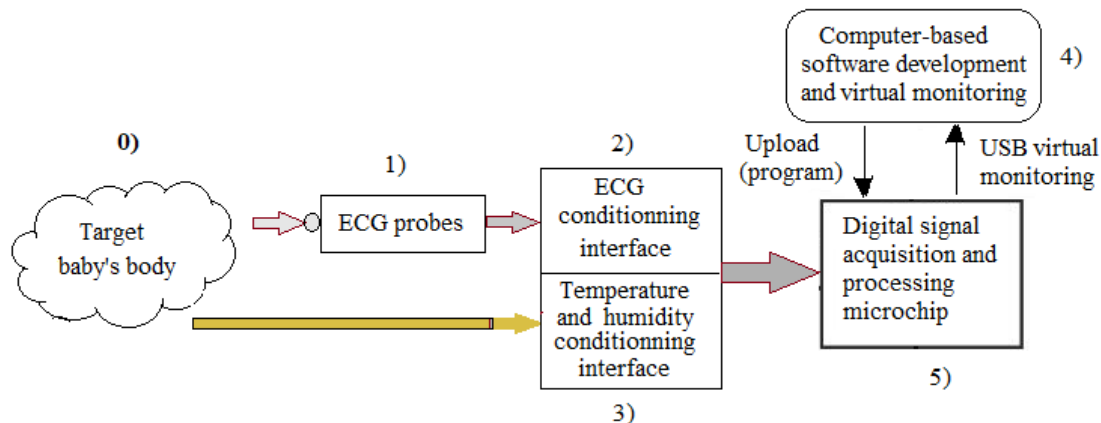 0)
Target
baby's body
1)
ECG probes
2)
ECG
conditionning
interface
Temperature
and humidity
conditionning
interface
3)
Computer-based
software development
and virtual monitoring
4)
Upload
(program)
USB virtual
monitoring
Digital signal
acquisition and
processing
microchip
5)